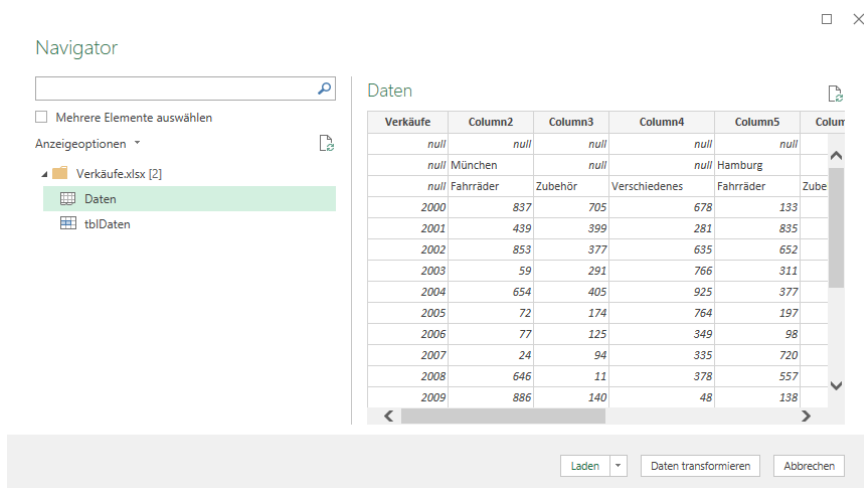 Navigator
Mehrere Elemente auswählen
Anzeigeoptionen
Verkäufe.xlsx [2]
Daten
tblDaten
Daten
Verkäufe Column2 Column3 Column4 Column5 Colum
null null null null null
null München null null Hamburg
null Fahrräder Zubehör Verschiedenes Fahrräder Zube
2000 837 705 678 133
2001 439 399 281 835
2002 853 377 635 652
2003 59 291 766 311
2004 654 405 925 377
2005 72 174 764 197
2006 77 125 349 98
2007 24 94 335 720
2008 646 11 378 557
2009 886 140 48 138
Laden Daten transformieren Abbrechen